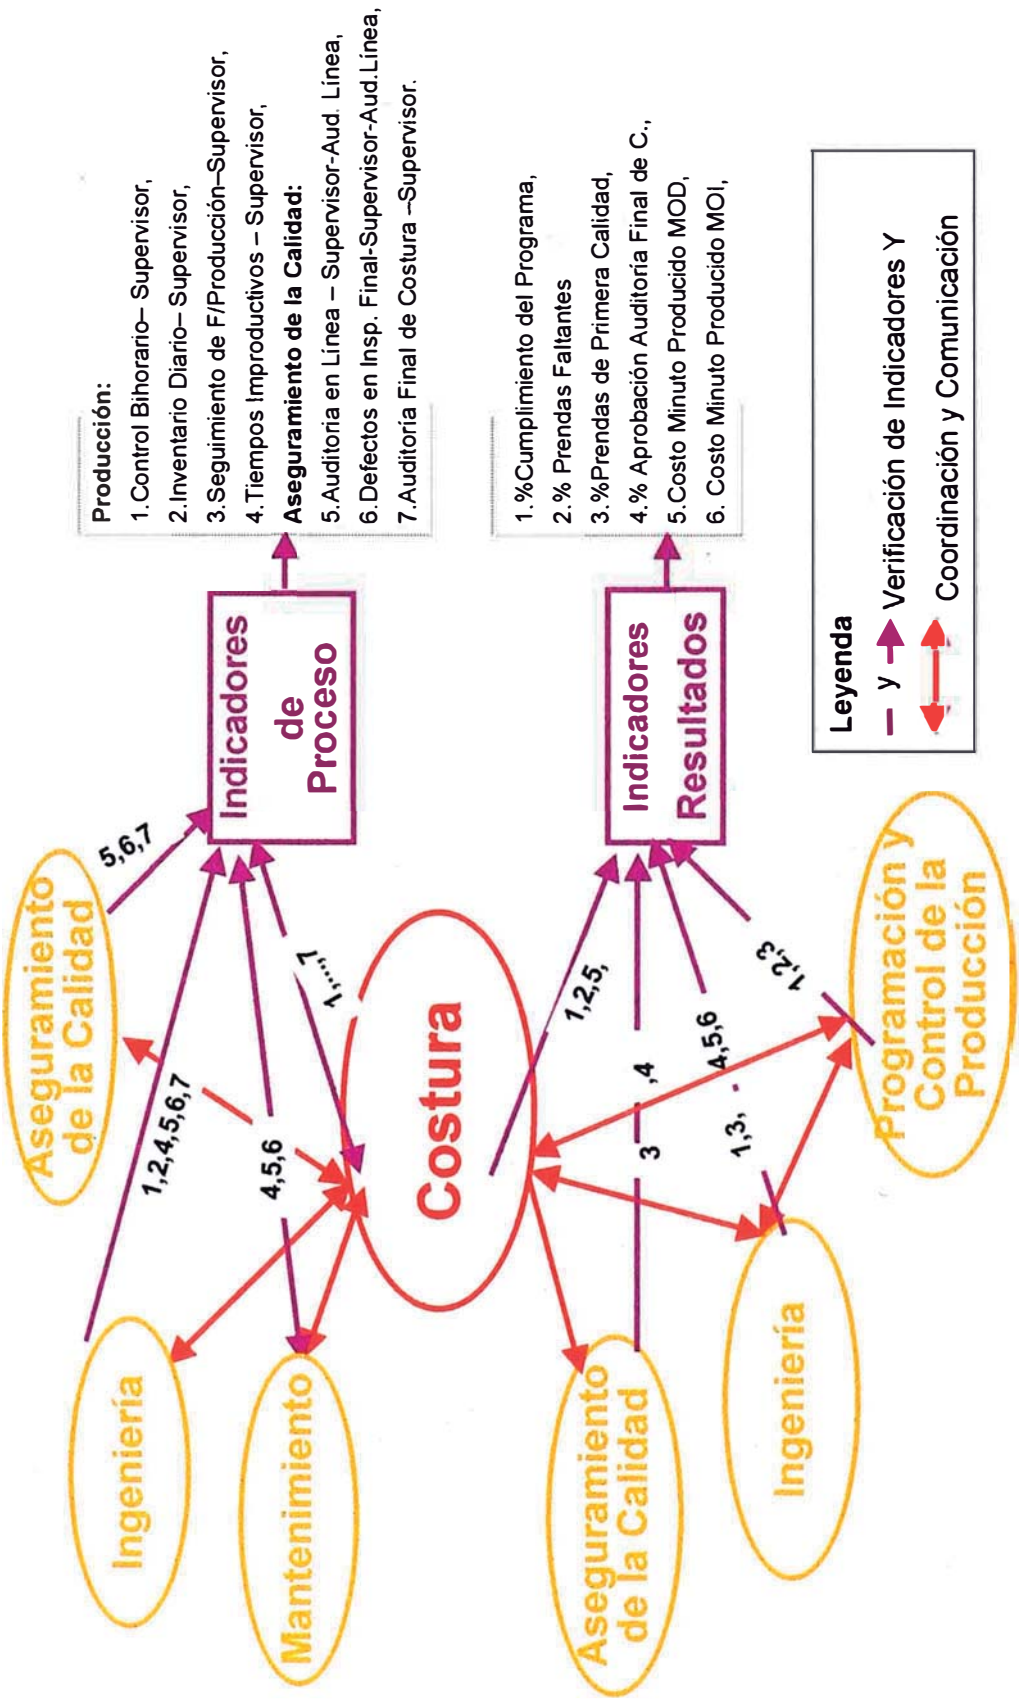 Aseguramiento
de la Calidad
5,6,7
Ingeniería
1,2,4,5,6,7
Mantenimiento
4,5,6
1,...,7
Indicadores
de
Proceso
Producción:
1.Control Bihorario– Supervisor,
2.Inventario Diario– Supervisor,
3.Seguimiento de F/Producción–Supervisor,
4.Tiempos Improductivos – Supervisor,
Aseguramiento de la Calidad:
5.Auditoria en Línea – Supervisor-Aud. Línea,
6.Defectos en Insp. Final-Supervisor-Aud.Línea,
7.Auditoría Final de Costura –Supervisor.
Costura
1,2,5,
Aseguramiento
de la Calidad
3 ,4
Ingeniería
1,3, 4,5,6
1,2,3
Programación y
Control de la
Producción
Indicadores
Resultados
1.%Cumplimiento del Programa,
2.% Prendas Faltantes
3.%Prendas de Primera Calidad,
4.% Aprobación Auditoría Final de C.,
5.Costo Minuto Producido MOD,
6. Costo Minuto Producido MOI,
Leyenda
y Verificación de Indicadores Y
Coordinación y Comunicación